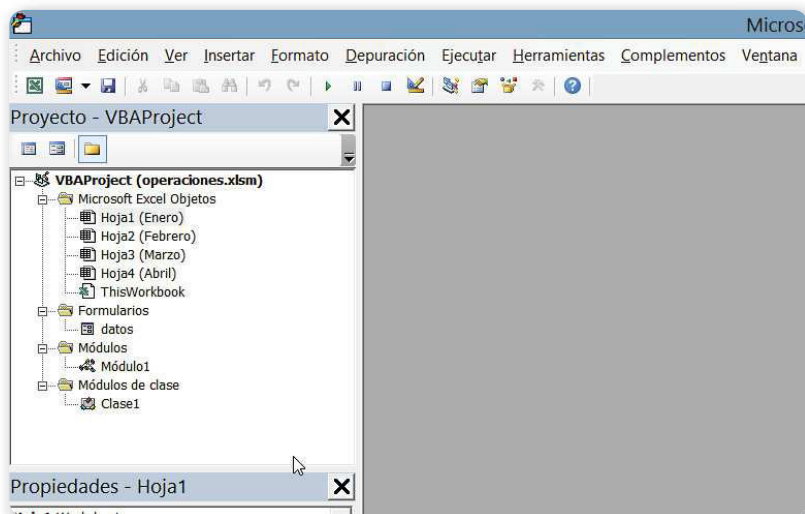 Micros
Archivo Edición Ver Insertar Formato Depuración Ejecutar Herramientas Complementos Ventana
Proyecto - VBAProject
VBAProject (operaciones.xlsm)
Microsoft Excel Objetos
Hoja1 (Enero)
Hoja2 (Febrero)
Hoja3 (Marzo)
Hoja4 (Abril)
ThisWorkbook
Formularios
datos
Módulos
Módulo1
Módulos de clase
Clase1
Propiedades - Hoja1